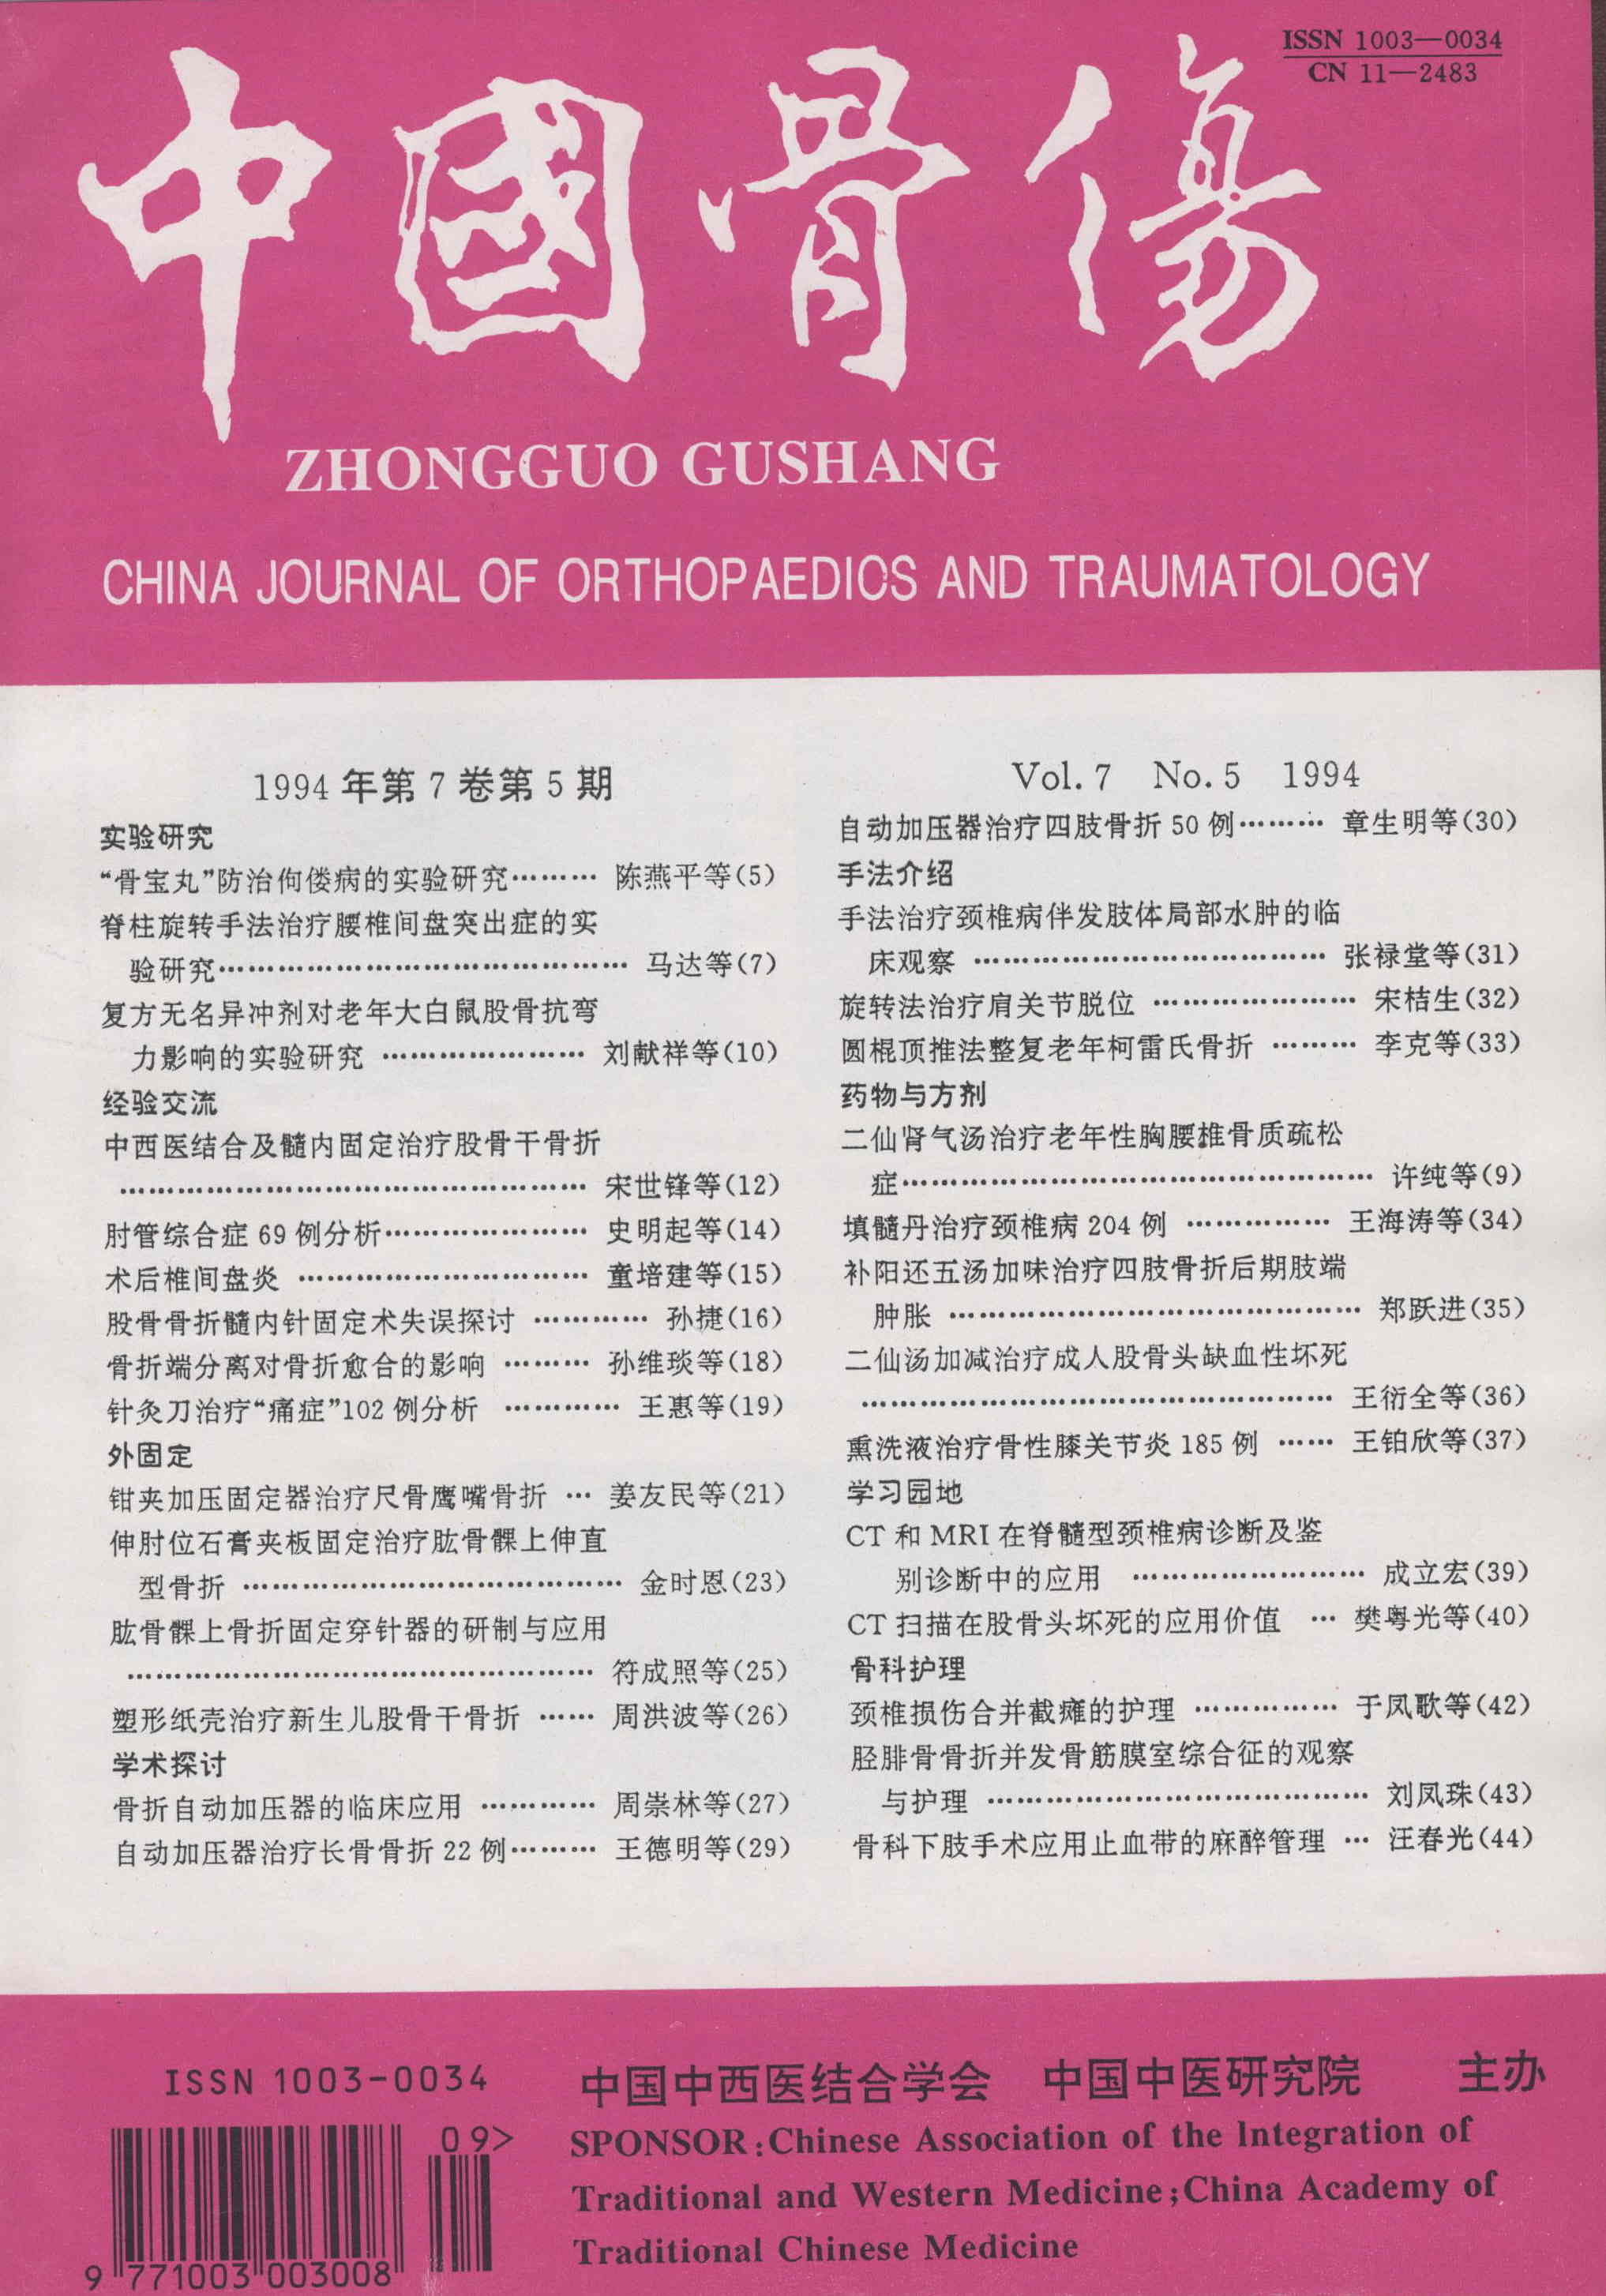 ISSN 1003—0034
CN 11—2483
中國骨傷
ZHONGGUO GUSHANG
CHINA JOURNAL OF ORTHOPAEDICS AND TRAUMATOLOGY
1994 年第 7 卷第 5 期
实验研究
“骨宝丸”防治佝偻病的实验研究……… 陈燕平等(5)
脊柱旋转手法治疗腰椎间盘突出症的实
验研究…………………………………… 马达等(7)
复方无名异冲剂对老年大白鼠股骨抗弯
力影响的实验研究 ………………… 刘献祥等(10)
经验交流
中西医结合及髓内固定治疗股骨干骨折
………………………………………… 宋世锋等(12)
肘管综合症 69 例分析………………… 史明起等(14)
术后椎间盘炎 ………………………… 童培建等(15)
股骨骨折髓内针固定术失误探讨 ………… 孙捷(16)
骨折端分离对骨折愈合的影响 ……… 孙维琰等(18)
针灸刀治疗“痛症”102 例分析 ………… 王惠等(19)
外固定
钳夹加压固定器治疗尺骨鹰嘴骨折 … 姜友民等(21)
伸肘位石膏夹板固定治疗肱骨髁上伸直
型骨折 ………………………………… 金时恩(23)
肱骨髁上骨折固定穿针器的研制与应用
………………………………………… 符成照等(25)
塑形纸壳治疗新生儿股骨干骨折 …… 周洪波等(26)
学术探讨
骨折自动加压器的临床应用 ………… 周崇林等(27)
自动加压器治疗长骨骨折 22 例……… 王德明等(29)
Vol. 7 No. 5 1994
自动加压器治疗四肢骨折 50 例……… 章生明等(30)
手法介绍
手法治疗颈椎病伴发肢体局部水肿的临
床观察 ……………………………… 张禄堂等(31)
旋转法治疗肩关节脱位 ………………… 宋桔生(32)
圆棍顶推法整复老年柯雷氏骨折 ……… 李克等(33)
药物与方剂
二仙肾气汤治疗老年性胸腰椎骨质疏松
症………………………………………… 许纯等(9)
填髓丹治疗颈椎病 204 例 …………… 王海涛等(34)
补阳还五汤加味治疗四肢骨折后期肢端
肿胀 …………………………………… 郑跃进(35)
二仙汤加减治疗成人股骨头缺血性坏死
………………………………………… 王衍全等(36)
熏洗液治疗骨性膝关节炎 185 例 …… 王铂欣等(37)
学习园地
CT 和 MRI 在脊髓型颈椎病诊断及鉴
别诊断中的应用 …………………… 成立宏(39)
CT 扫描在股骨头坏死的应用价值 … 樊粤光等(40)
骨科护理
颈椎损伤合并截瘫的护理 …………… 于凤歌等(42)
胫腓骨骨折并发骨筋膜室综合征的观察
与护理 ………………………………… 刘凤珠(43)
骨科下肢手术应用止血带的麻醉管理 … 汪春光(44)
ISSN 1003-0034
09>
9 771003 003008
中国中西医结合学会 中国中医研究院 主办
SPONSOR:Chinese Association of the Integration of
Traditional and Western Medicine;China Academy of
Traditional Chinese Medicine